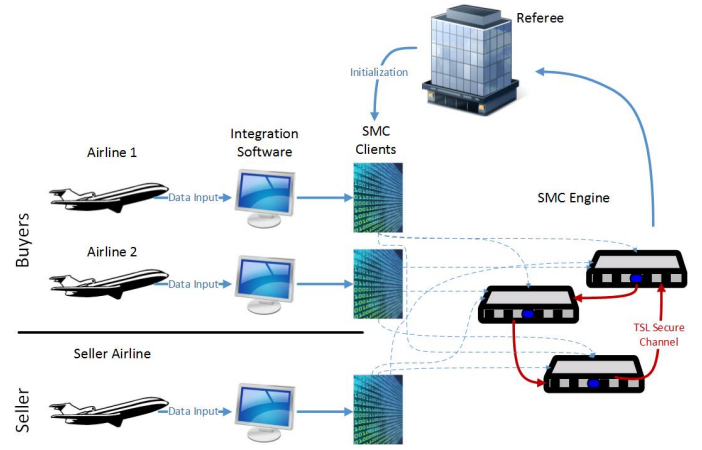 Referee
Initialization
Integration
Software
SMC
Clients
Airline 1
Data Input
SMC Engine
Buyers
Airline 2
Data Input
TSL Secure
Channel
Seller Airline
Seller
Data Input